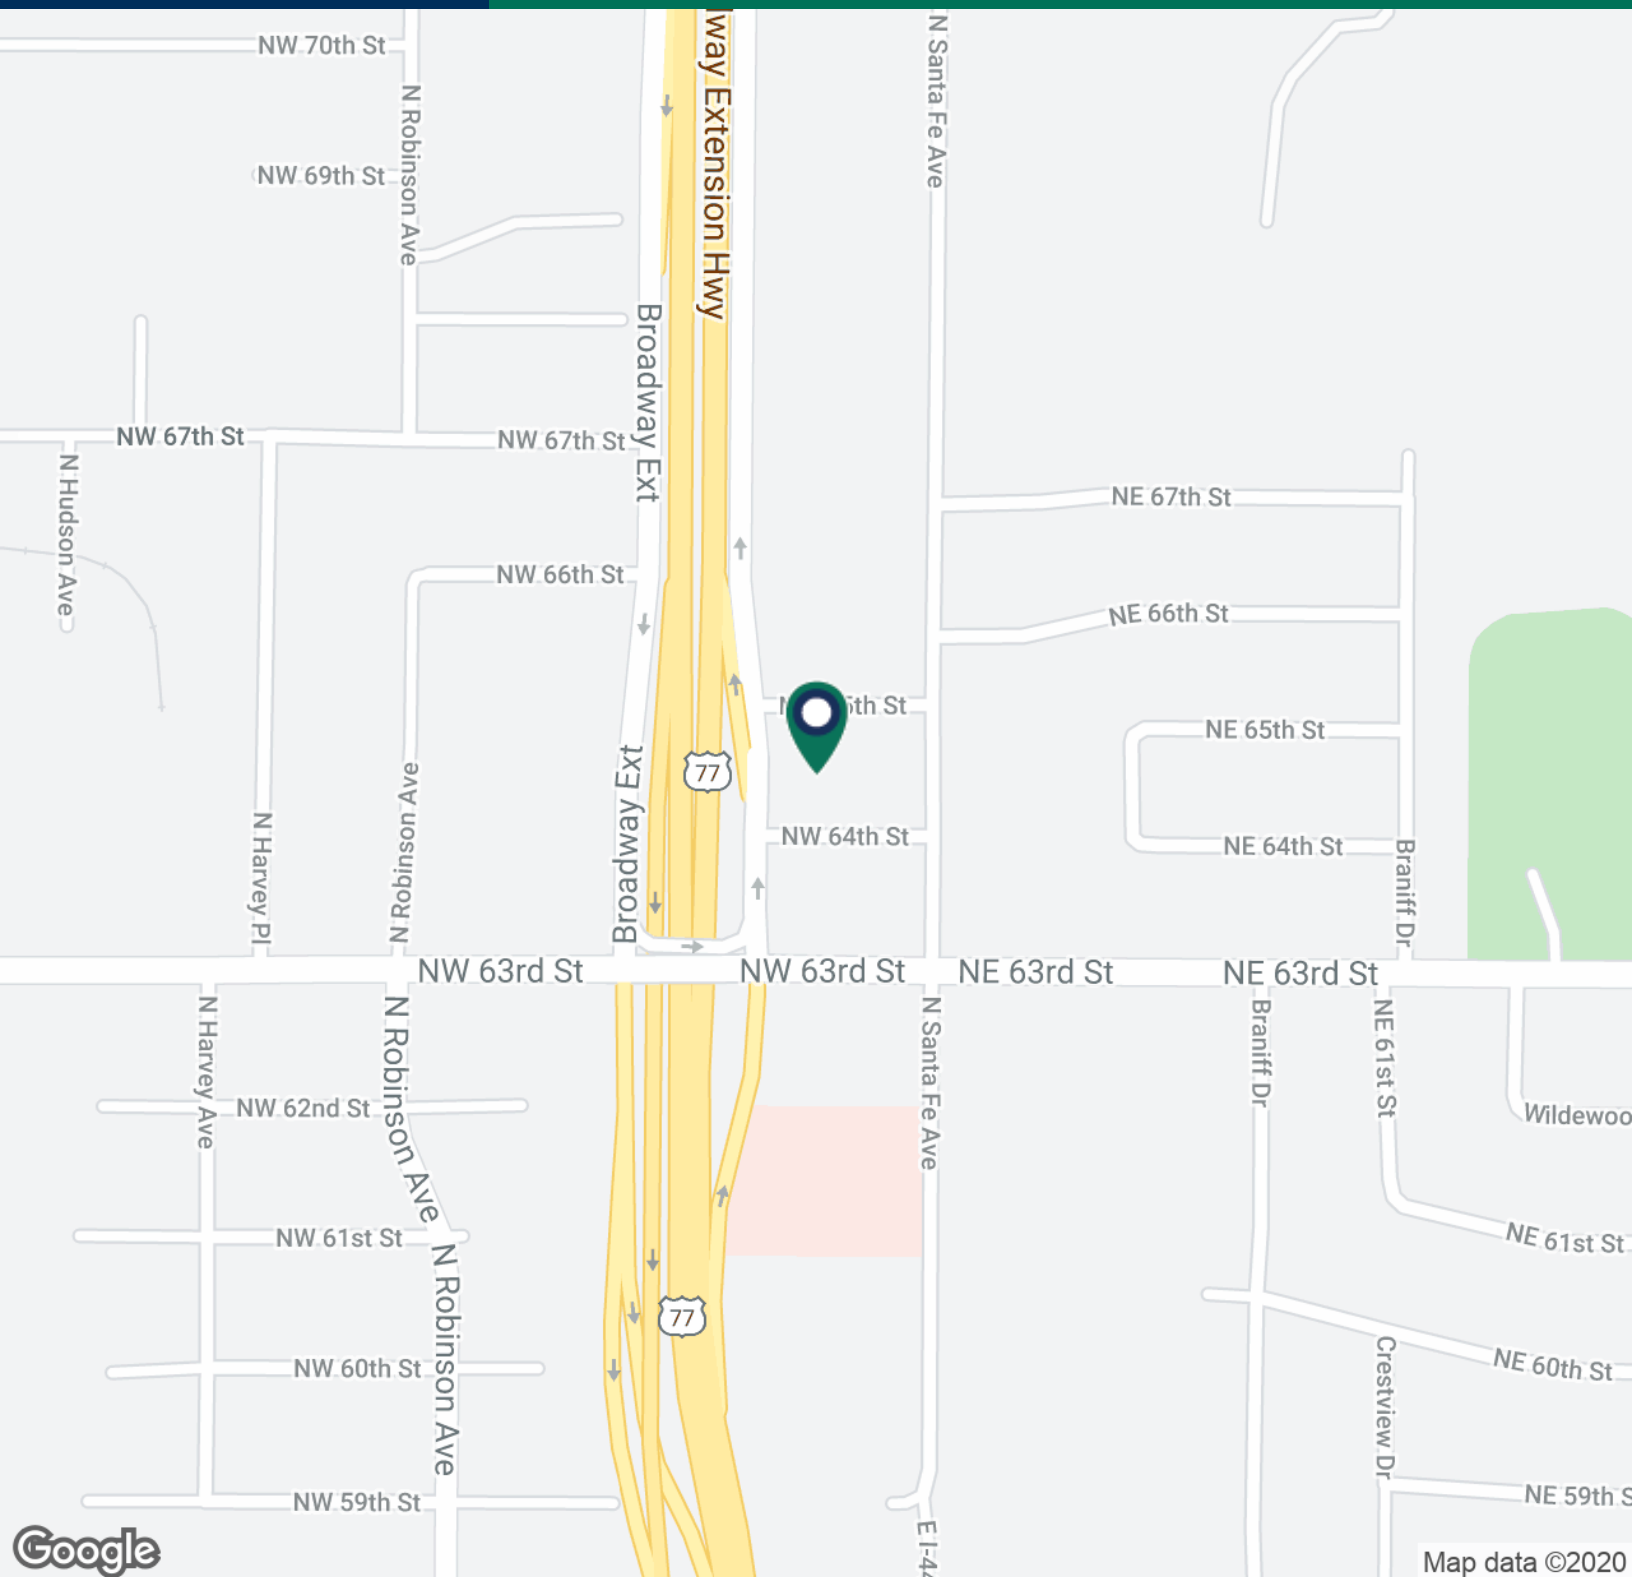 NW 70th St
N Robinson Ave
NW 69th St
way Extension Hwy
N Santa Fe Ave
Broadway Ext
NW 67th St
NW 67th St
N Hudson Ave
NE 67th St
NW 66th St
NE 66th St
5th St
NE 65th St
77
Broadway Ext
N Robinson Ave
N Harvey Pl
NW 64th St
NE 64th St
Braniff Dr
NW 63rd St
NW 63rd St
NE 63rd St
NE 63rd St
N Harvey Ave
N Robinson Ave
N Santa Fe Ave
Braniff Dr
NE 61st St
NW 62nd St
Wildewoo
NW 61st St
NE 61st St
N Robinson Ave
77
NW 60th St
NE 60th St
Crestview Dr
NW 59th St
NE 59th S
E I-44
Google
Map data ©2020